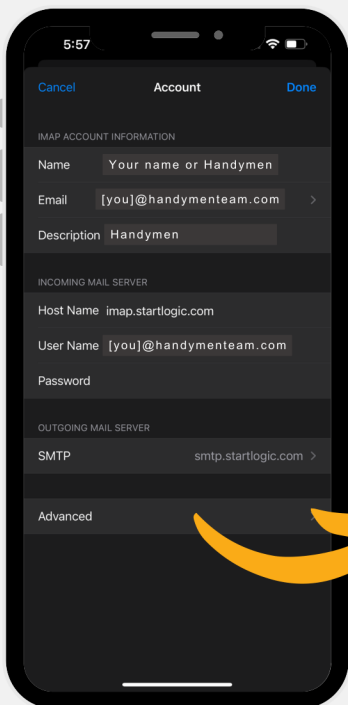 5:57
Cancel Account Done
IMAP ACCOUNT INFORMATION
Name Your name or Handymen
Email [you]@handymenteam.com
Description Handymen
INCOMING MAIL SERVER
Host Name imap.startlogic.com
User Name [you]@handymenteam.com
Password
OUTGOING MAIL SERVER
SMTP smtp.startlogic.com
Advanced